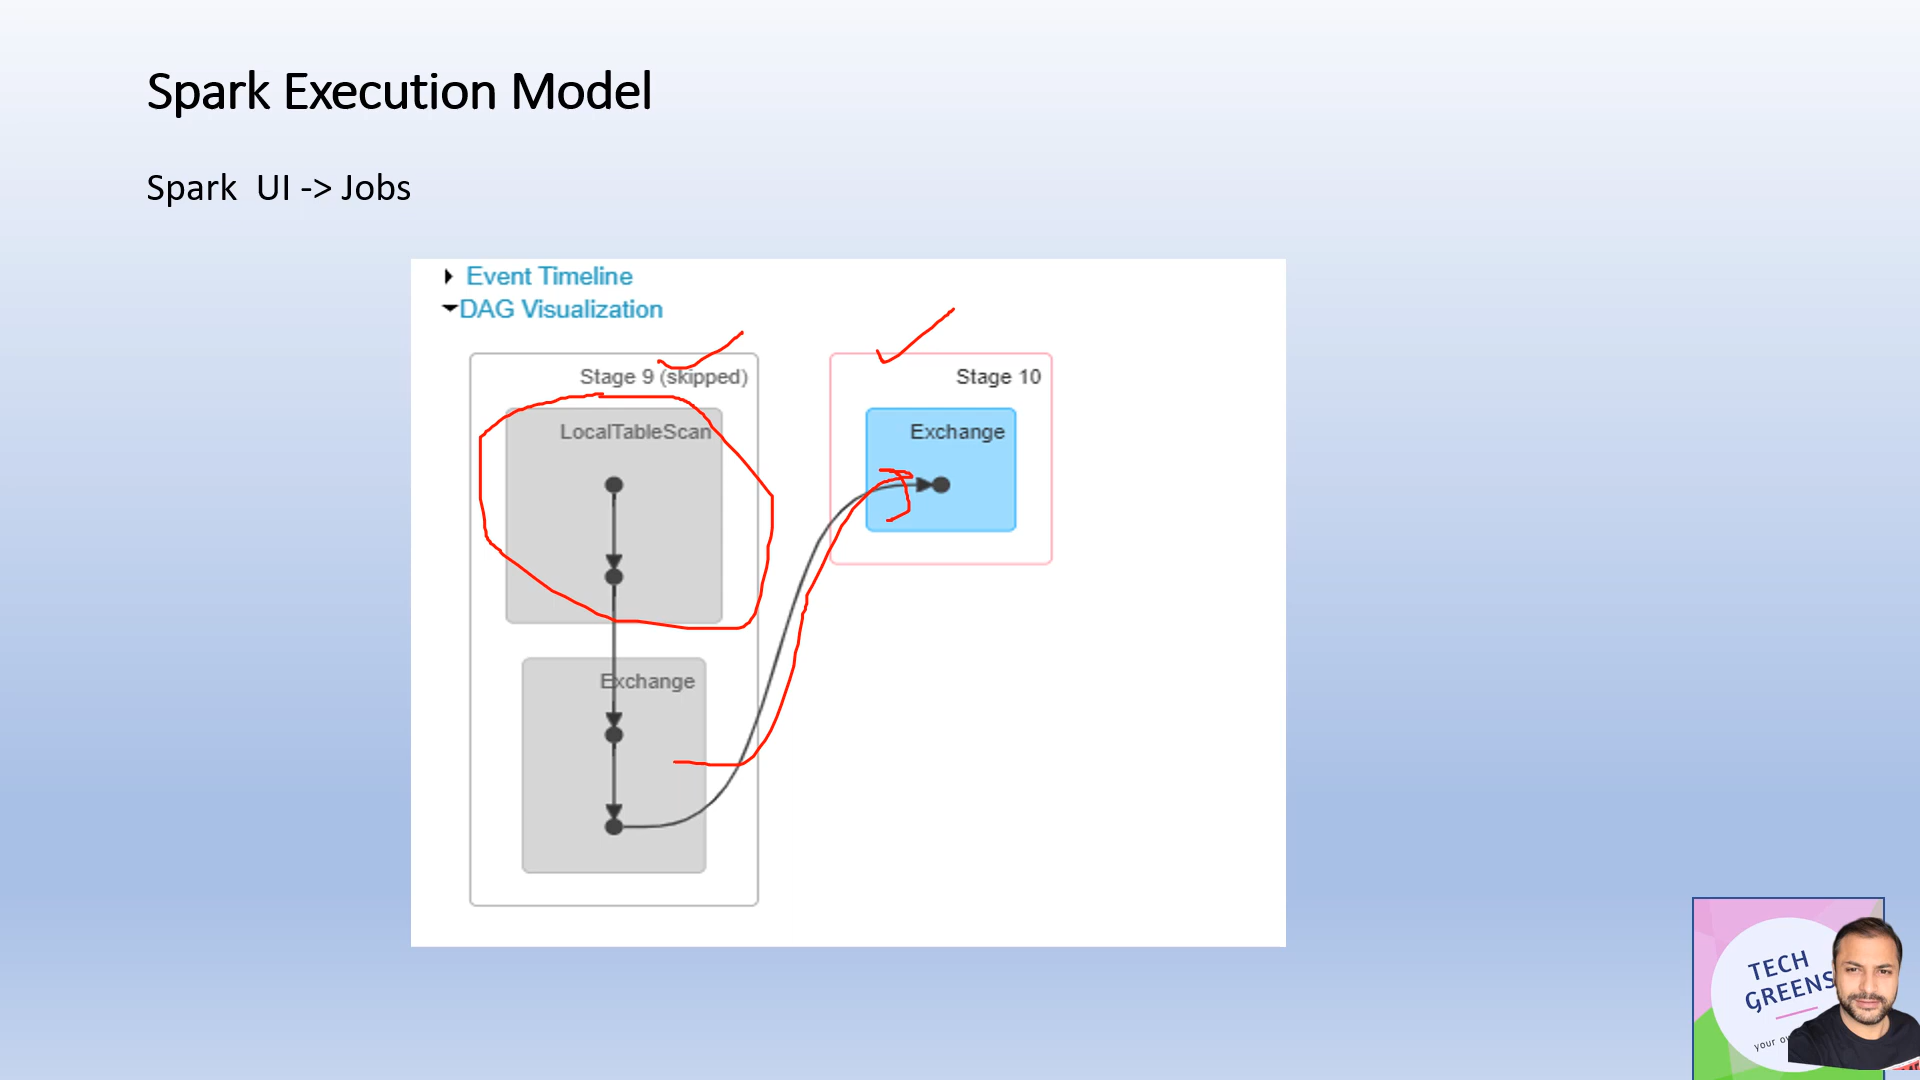 Spark Execution Model
Spark UI -> Jobs
Event Timeline
DAG Visualization
Stage 9 (skipped)
LocalTableScan
Exchange
Stage 10
Exchange
TECH
GREENS
your